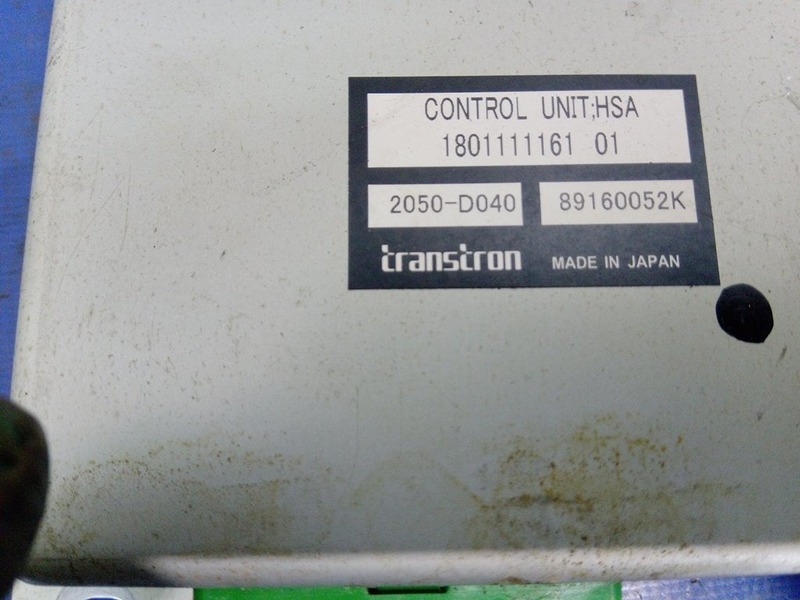 CONTROL UNIT;HSA
1801111161 01
2050-D040 89160052K
transtron MADE IN JAPAN